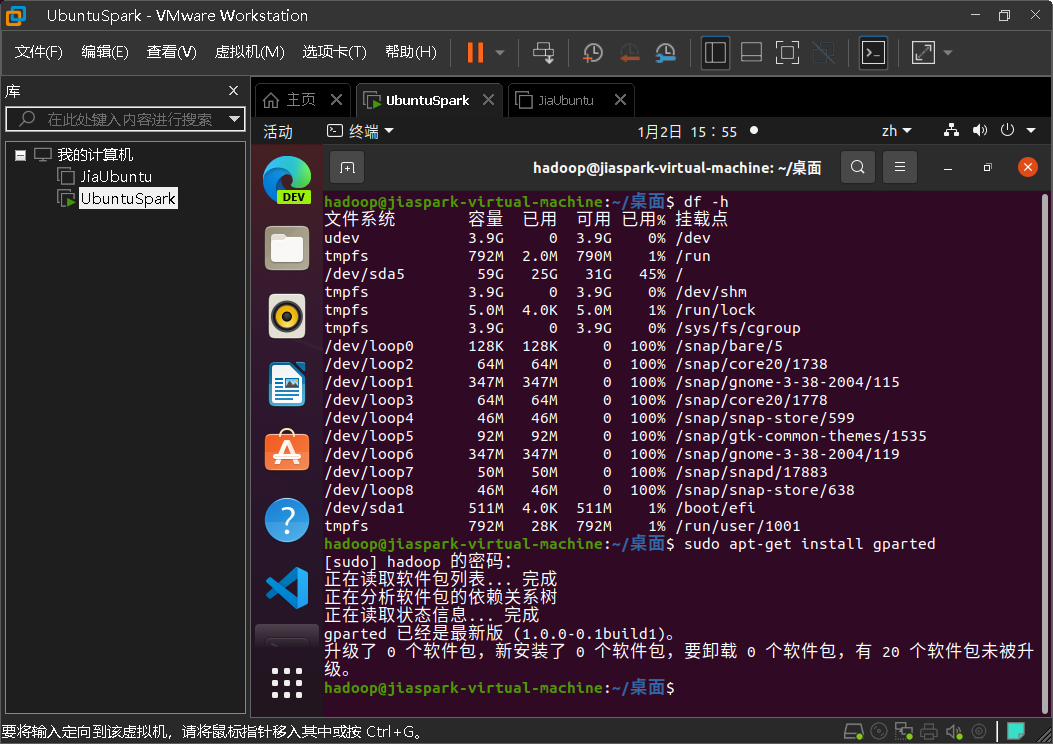 UbuntuSpark - VMware Workstation
文件(F) 编辑(E) 查看(V) 虚拟机(M) 选项卡(T) 帮助(H)
库
在此处键入内容进行搜索
我的计算机
JiaUbuntu
UbuntuSpark
主页 UbuntuSpark JiaUbuntu
活动 终端 1月2日 15：55 zh
hadoop@jiaspark-virtual-machine: ~/桌面
DEV
hadoop@jiaspark-virtual-machine:~/桌面$ df -h
文件系统 容量 已用 可用 已用% 挂载点
udev 3.9G 0 3.9G 0% /dev
tmpfs 792M 2.0M 790M 1% /run
/dev/sda5 59G 25G 31G 45% /
tmpfs 3.9G 0 3.9G 0% /dev/shm
tmpfs 5.0M 4.0K 5.0M 1% /run/lock
tmpfs 3.9G 0 3.9G 0% /sys/fs/cgroup
/dev/loop0 128K 128K 0 100% /snap/bare/5
/dev/loop2 64M 64M 0 100% /snap/core20/1738
/dev/loop1 347M 347M 0 100% /snap/gnome-3-38-2004/115
/dev/loop3 64M 64M 0 100% /snap/core20/1778
/dev/loop4 46M 46M 0 100% /snap/snap-store/599
/dev/loop5 92M 92M 0 100% /snap/gtk-common-themes/1535
/dev/loop6 347M 347M 0 100% /snap/gnome-3-38-2004/119
/dev/loop7 50M 50M 0 100% /snap/snapd/17883
/dev/loop8 46M 46M 0 100% /snap/snap-store/638
/dev/sda1 511M 4.0K 511M 1% /boot/efi
tmpfs 792M 28K 792M 1% /run/user/1001
hadoop@jiaspark-virtual-machine:~/桌面$ sudo apt-get install gparted
[sudo] hadoop 的密码：
正在读取软件包列表... 完成
正在分析软件包的依赖关系树
正在读取状态信息... 完成
gparted 已经是最新版 (1.0.0-0.1build1)。
升级了 0 个软件包，新安装了 0 个软件包，要卸载 0 个软件包，有 20 个软件包未被升
级。
hadoop@jiaspark-virtual-machine:~/桌面$
要将输入定向到该虚拟机，请将鼠标指针移入其中或按 Ctrl+G。